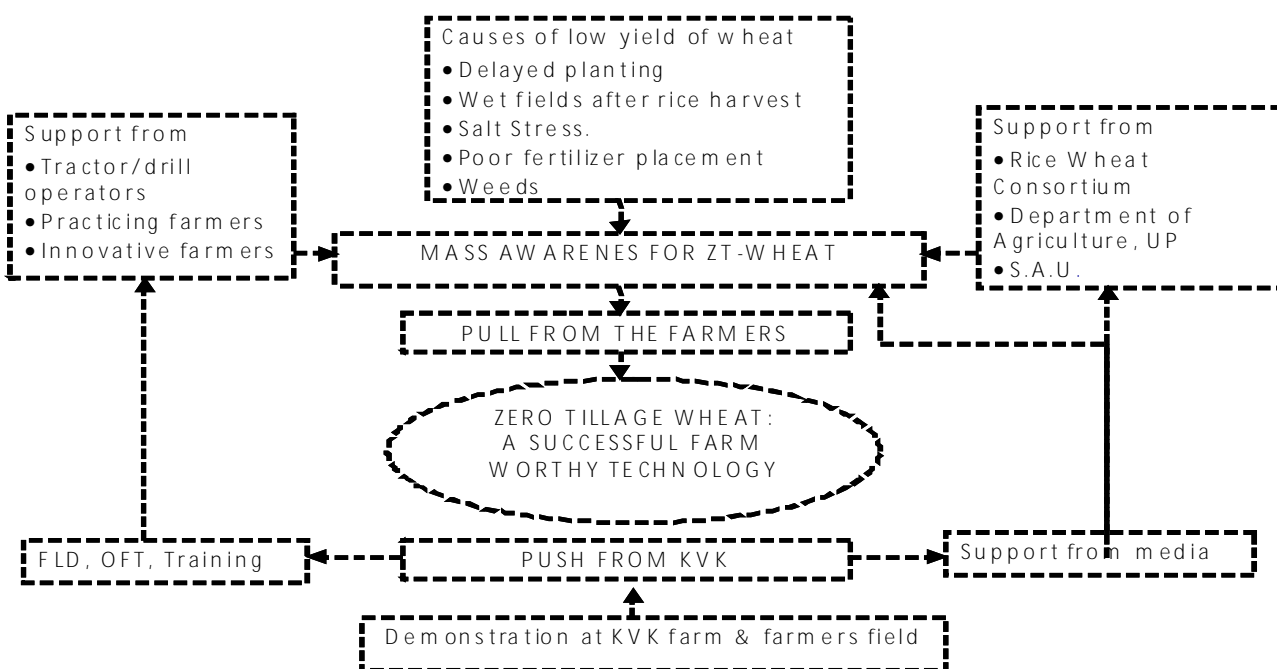 Causes of low yield of wheat
• Delayed planting
• Wet fields after rice harvest
• Salt Stress.
• Poor fertilizer placement
• Weeds
Support from
• Tractor/drill
operators
• Practicing farmers
• Innovative farmers
Support from
• Rice Wheat
Consortium
• Department of
Agriculture, UP
• S.A.U.
MASS AWARENES FOR ZT-WHEAT
PULL FROM THE FARMERS
ZERO TILLAGE WHEAT:
A SUCCESSFUL FARM
WORTHY TECHNOLOGY
FLD, OFT, Training
PUSH FROM KVK
Support from media
Demonstration at KVK farm & farmers field